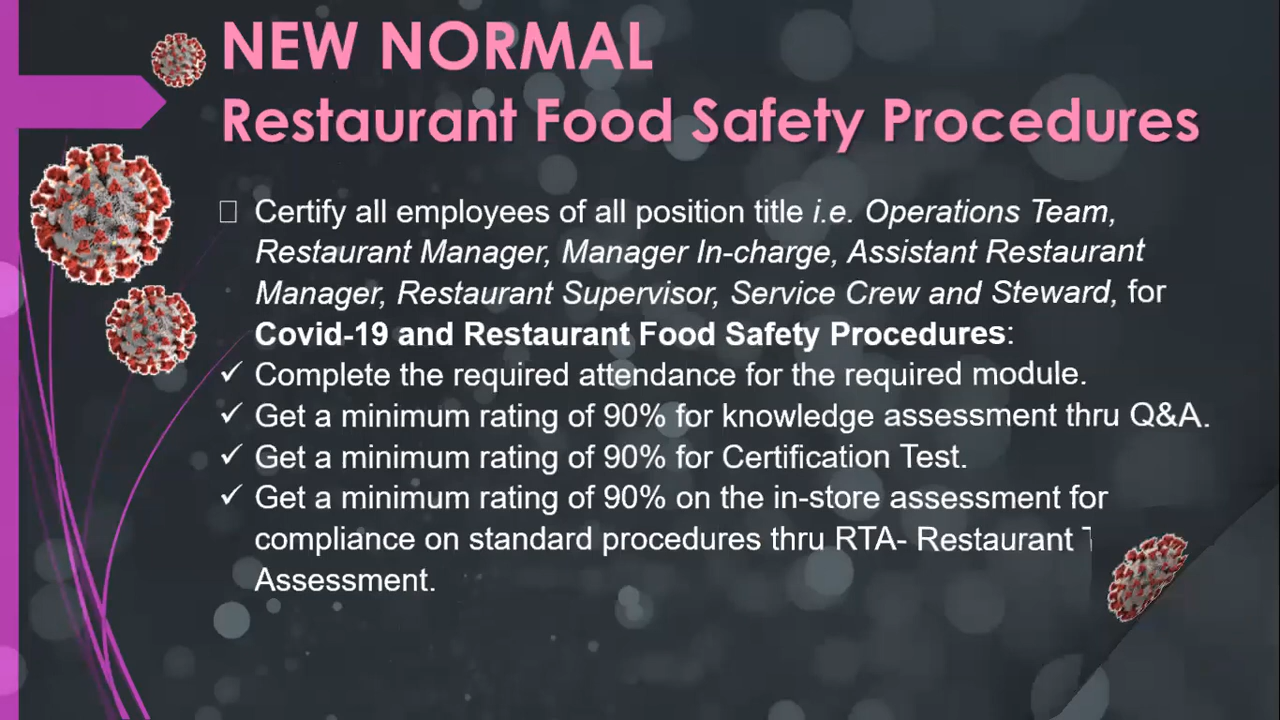 NEW NORMAL
Restaurant Food Safety Procedures
Certify all employees of all position title i.e. Operations Team,
Restaurant Manager, Manager In-charge, Assistant Restaurant
Manager, Restaurant Supervisor, Service Crew and Steward, for
Covid-19 and Restaurant Food Safety Procedures:
✓ Complete the required attendance for the required module.
✓ Get a minimum rating of 90% for knowledge assessment thru Q&A.
✓ Get a minimum rating of 90% for Certification Test.
✓ Get a minimum rating of 90% on the in-store assessment for
compliance on standard procedures thru RTA- Restaurant
Assessment.